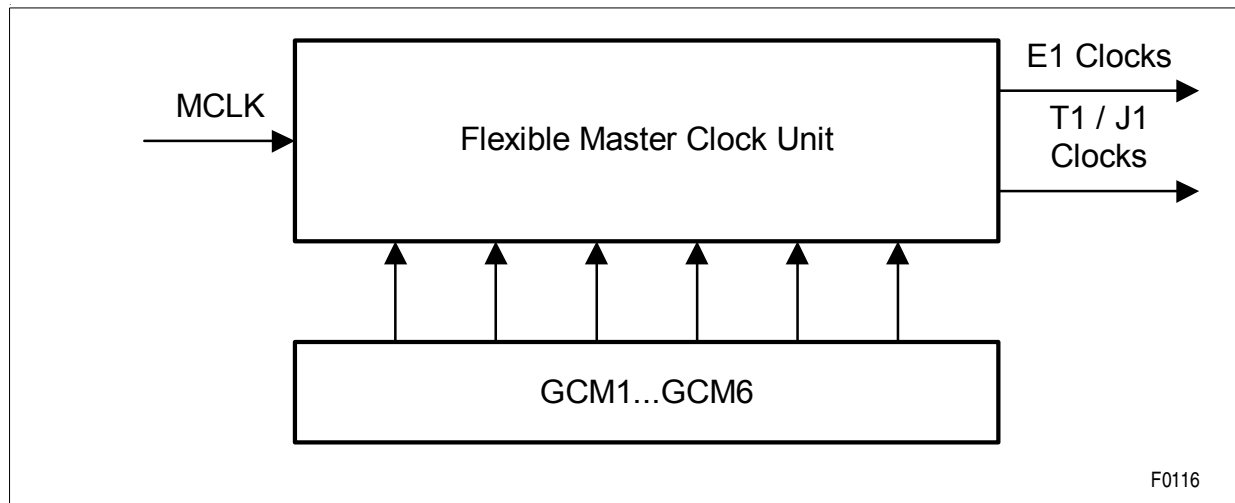 E1 Clocks
MCLK
T1 / J1
Clocks
Flexible Master Clock Unit
GCM1...GCM6
F0116